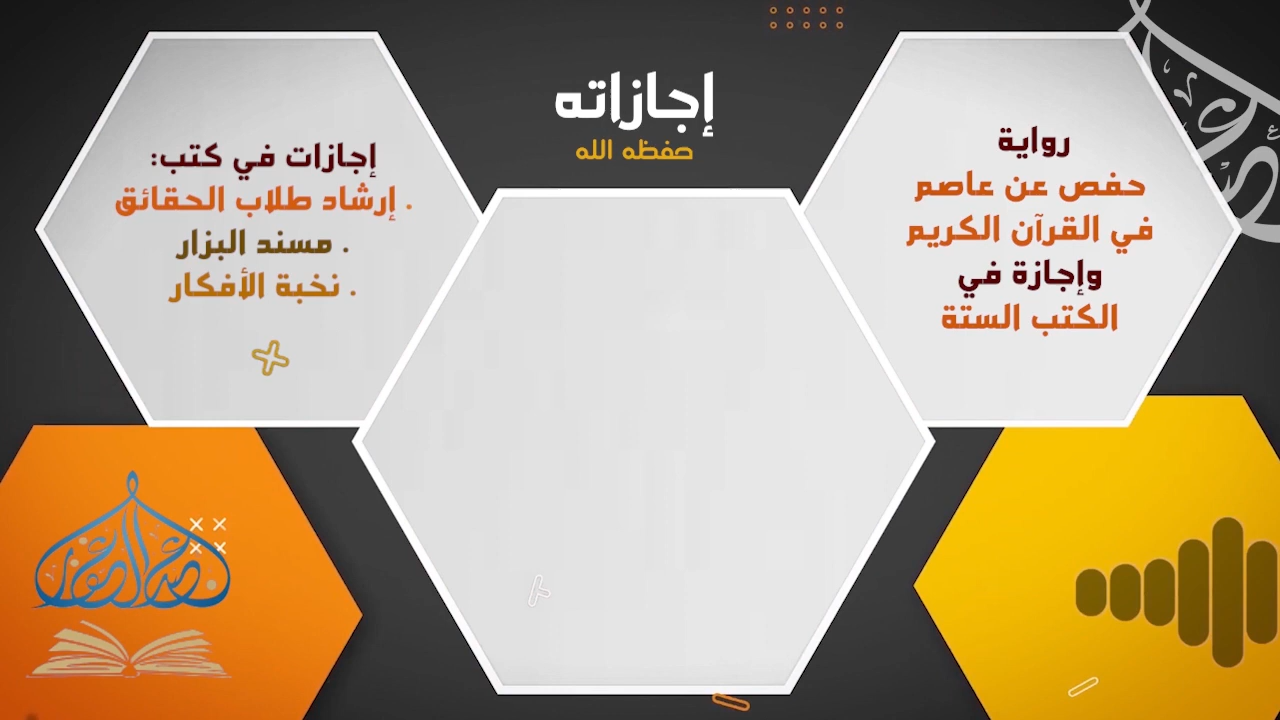 إجازاته
حفظه الله
رواية
حفص عن عاصم
في القرآن الكريم
وإجازة في
الكتب الستة
إجازات في كتب:
. إرشاد طلاب الحقائق
. مسند البزار
. نخبة الأفكار